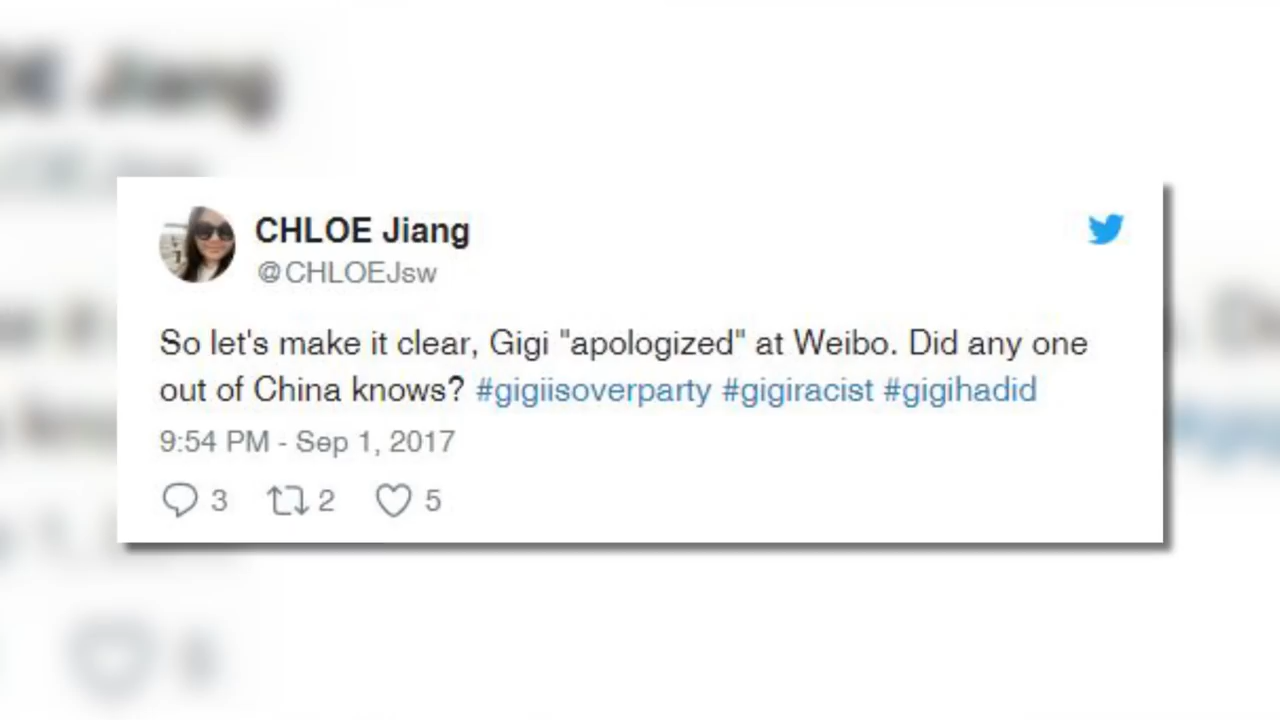 CHLOE Jiang
@CHLOEJsw
So let's make it clear, Gigi "apologized" at Weibo. Did any one
out of China knows? #gigiisoverparty #gigiracist #gigihadid
9:54 PM - Sep 1, 2017
3 2 5